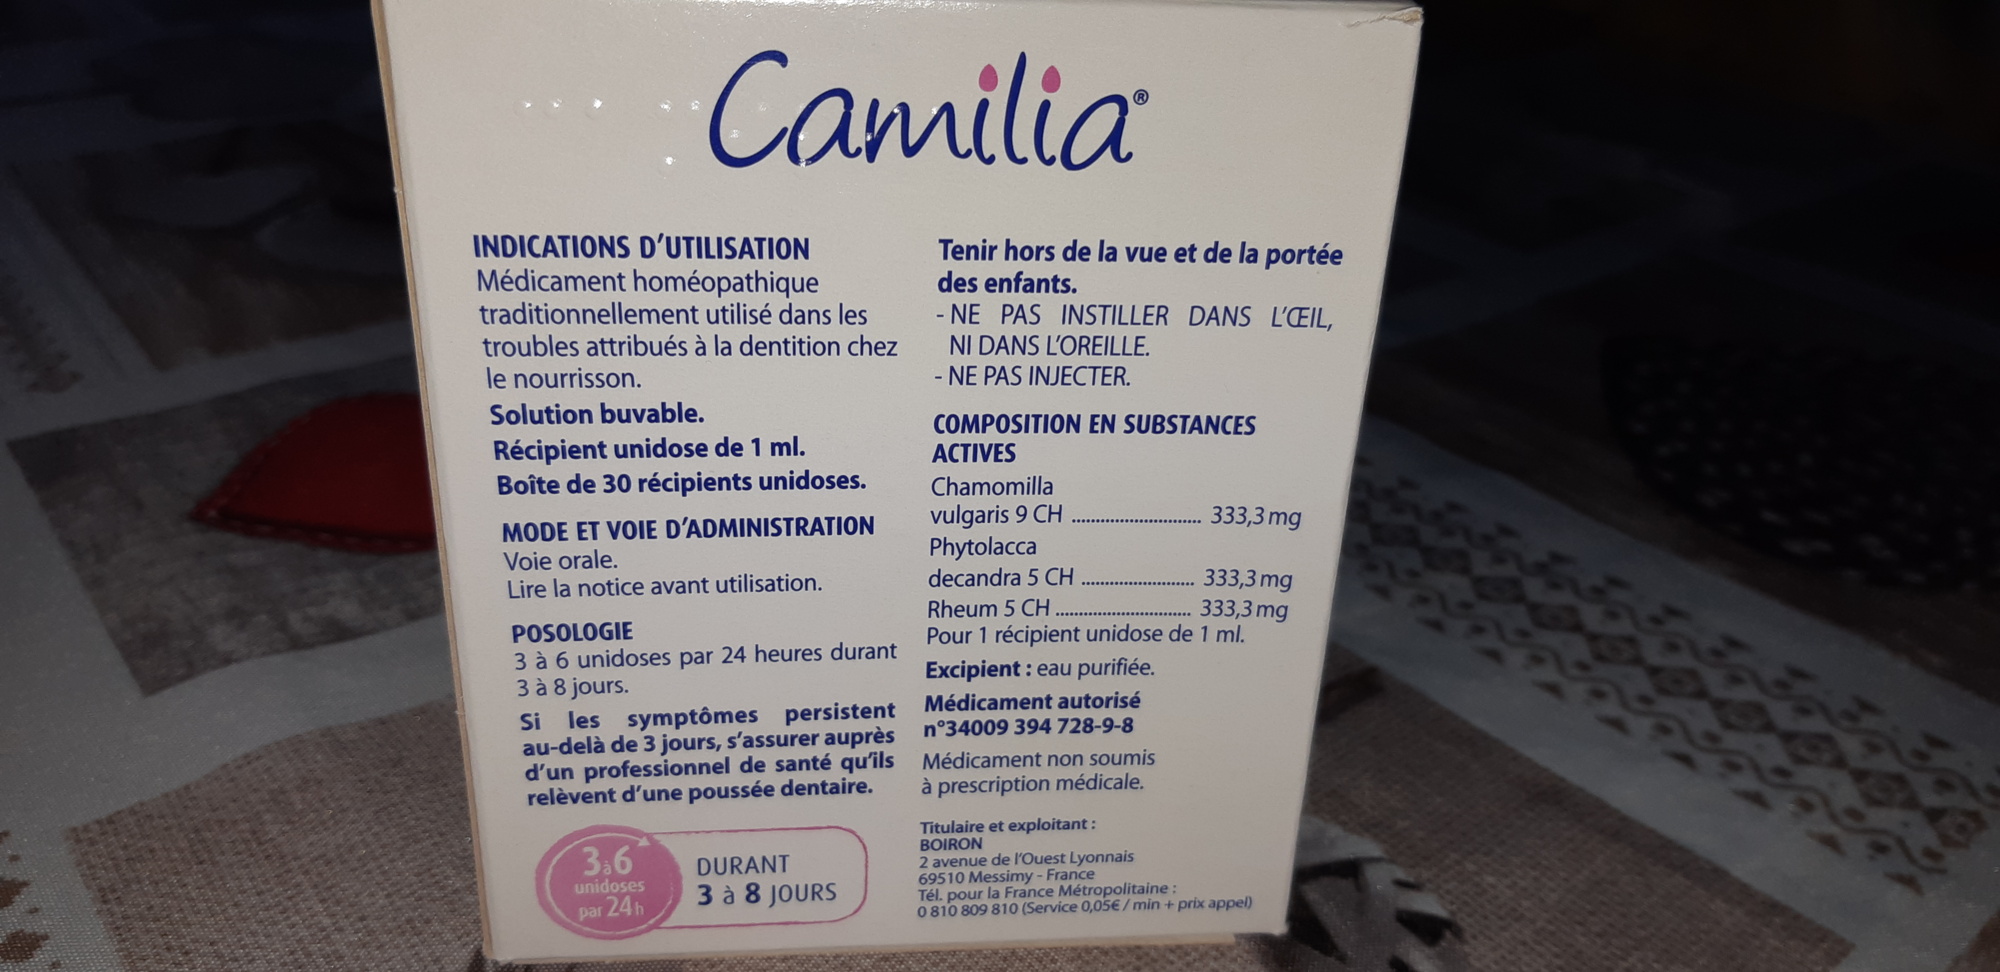 Camilia®
INDICATIONS D'UTILISATION
Médicament homéopathique
traditionnellement utilisé dans les
troubles attribués à la dentition chez
le nourrisson.
Solution buvable.
Récipient unidose de 1 ml.
Boîte de 30 récipients unidoses.
MODE ET VOIE D'ADMINISTRATION
Voie orale.
Lire la notice avant utilisation.
POSOLOGIE
3 à 6 unidoses par 24 heures durant
3 à 8 jours.
Si les symptômes persistent
au-delà de 3 jours, s'assurer auprès
d'un professionnel de santé qu'ils
relèvent d'une poussée dentaire.
3 à 6
unidoses
par 24h
DURANT
3 à 8 JOURS
Tenir hors de la vue et de la portée
des enfants.
- NE PAS INSTILLER DANS L'ŒIL,
NI DANS L'OREILLE.
- NE PAS INJECTER.
COMPOSITION EN SUBSTANCES
ACTIVES
Chamomilla
vulgaris 9 CH ............................ 333,3 mg
Phytolacca
decandra 5 CH ........................ 333,3 mg
Rheum 5 CH ............................. 333,3 mg
Pour 1 récipient unidose de 1 ml.
Excipient : eau purifiée.
Médicament autorisé
n°34009 394 728-9-8
Médicament non soumis
à prescription médicale.
Titulaire et exploitant :
BOIRON
2 avenue de l'Ouest Lyonnais
69510 Messimy - France
Tél. pour la France Métropolitaine :
0 810 809 810 (Service 0,05€ / min + prix appel)